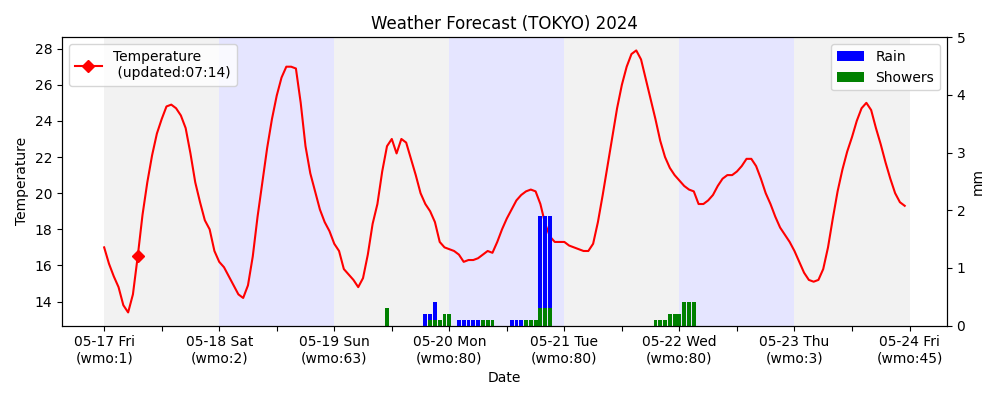 Weather Forecast (TOKYO) 2024
Temperature
(updated:07:14)
Rain
Showers
Temperature
28
26
24
22
20
18
16
14
5
4
3
2
1
0
mm
05-17 Fri
(wmo:1)
05-18 Sat
(wmo:2)
05-19 Sun
(wmo:63)
05-20 Mon
(wmo:80)
05-21 Tue
(wmo:80)
05-22 Wed
(wmo:80)
05-23 Thu
(wmo:3)
05-24 Fri
(wmo:45)
Date